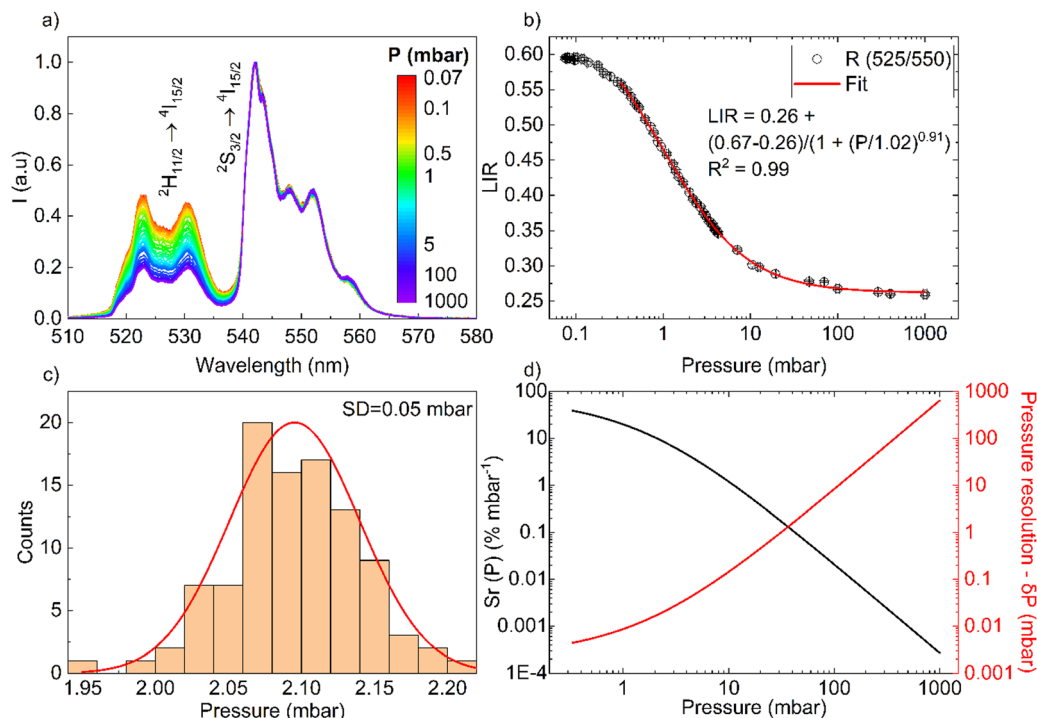 a)
I (a.u)
1.0
0.8
0.6
0.4
0.2
0.0
²H₁₁/₂ → ⁴I₁₅/₂
²S₃/₂ → ⁴I₁₅/₂
P (mbar)
0.07
0.1
0.5
1
5
100
1000
510 520 530 540 550 560 570 580
Wavelength (nm)
b)
LIR
0.60
0.55
0.50
0.45
0.40
0.35
0.30
0.25
R (525/550)
Fit
LIR = 0.26 +
(0.67-0.26)/(1 + (P/1.02)^0.91)
R² = 0.99
0.1 1 10 100 1000
Pressure (mbar)
c)
SD=0.05 mbar
Counts
20
15
10
5
0
1.95 2.00 2.05 2.10 2.15 2.20
Pressure (mbar)
d)
Sr (P) (% mbar⁻¹)
100
10
1
0.1
0.01
0.001
1E-4
1 10 100 1000
Pressure (mbar)
1000
100
10
1
0.1
0.01
0.001
Pressure resolution - δP (mbar)